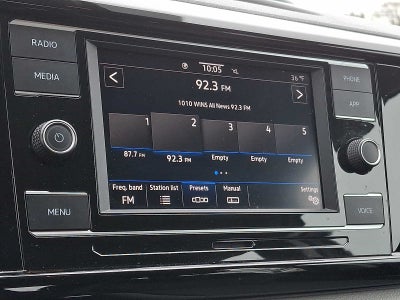 RADIO
MEDIA
MENU
10:05
36°F
92.3 FM
1010 WINS All News 92.3 FM
1 2 3 4 5
87.7 FM 92.3 FM Empty Empty Empty
Freq. band Station list Presets Manual Settings
FM
PHONE
APP
VOICE